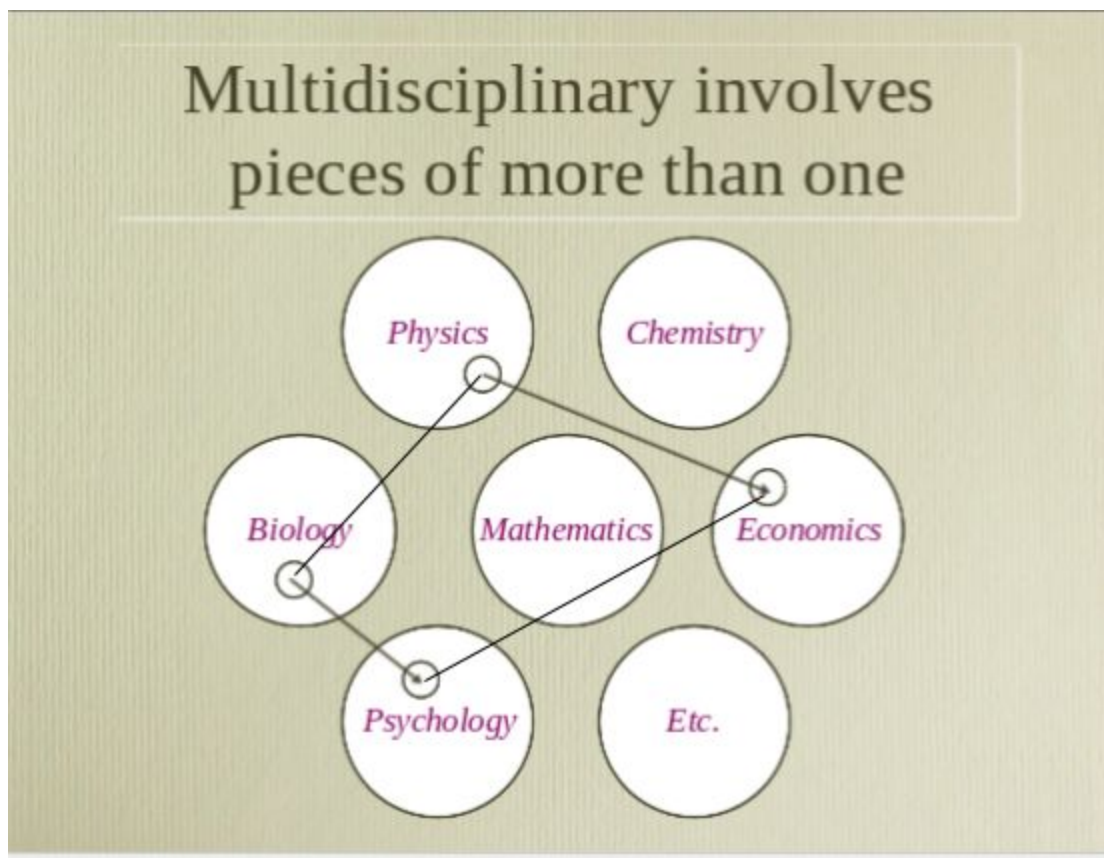 Multidisciplinary involves
pieces of more than one
Physics
Chemistry
Biology
Mathematics
Economics
Psychology
Etc.